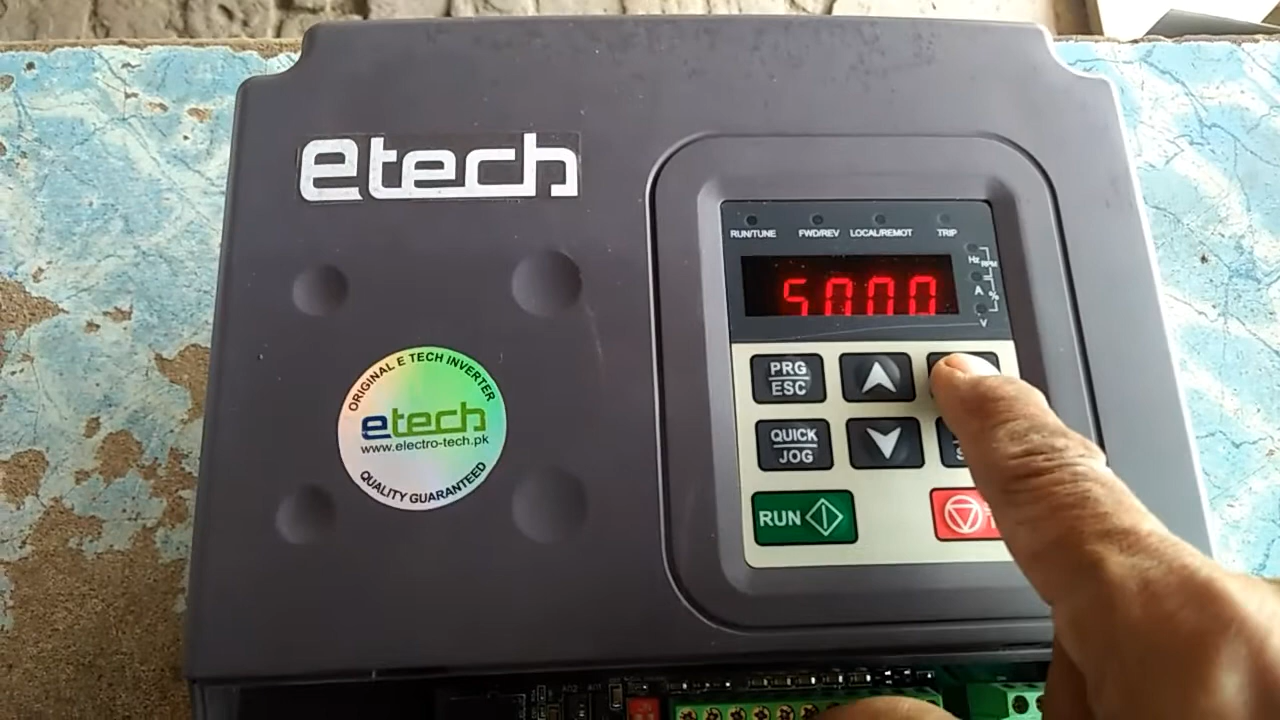 etech
RUN/TUNE FWD/REV LOCAL/REMOT TRIP
Hz RPM
A %
V
5000
PRG
ESC
QUICK
JOG
RUN
ORIGINAL E TECH INVERTER
etech
www.electro-tech.pk
QUALITY GUARANTEED